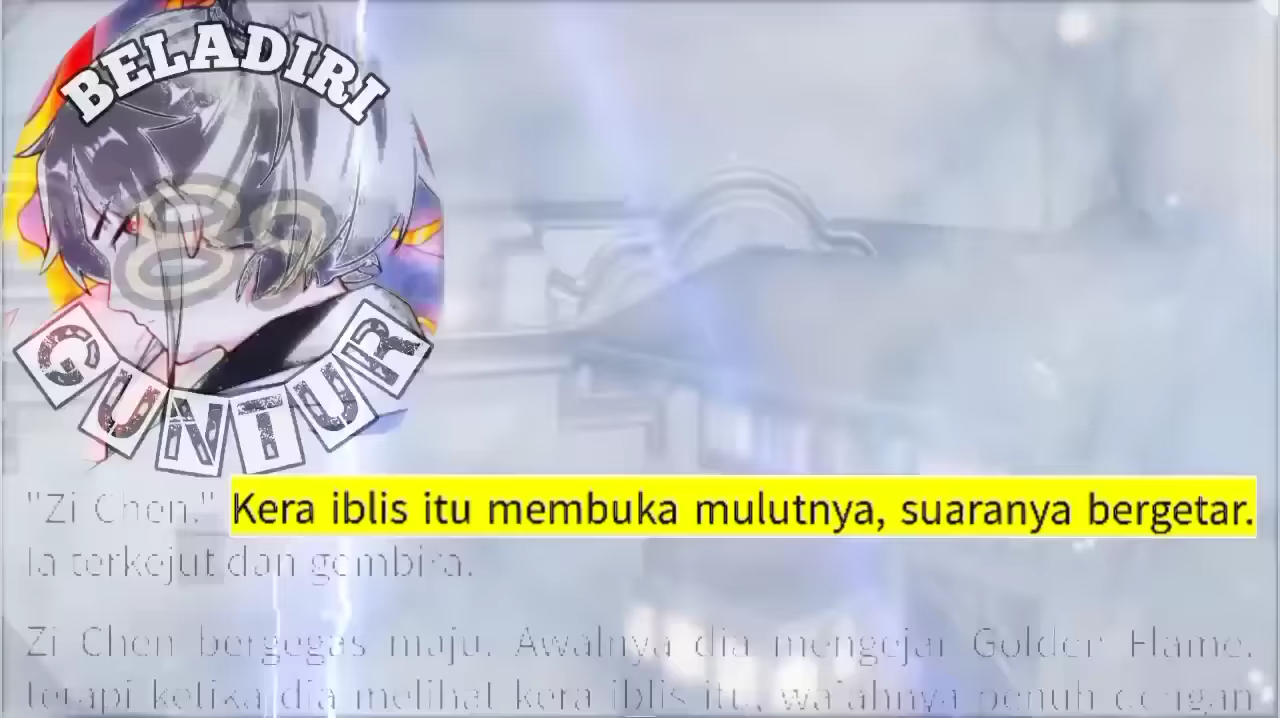 BELADIRI
GUNTUR
"Zi Chen." Kera iblis itu membuka mulutnya, suaranya bergetar.
Ia terkejut dan gembira.
Zi Chen bergegas maju. Awalnya dia mengejar Golden Flame,
tetapi ketika dia melihat kera iblis itu, wajahnya penuh dengan